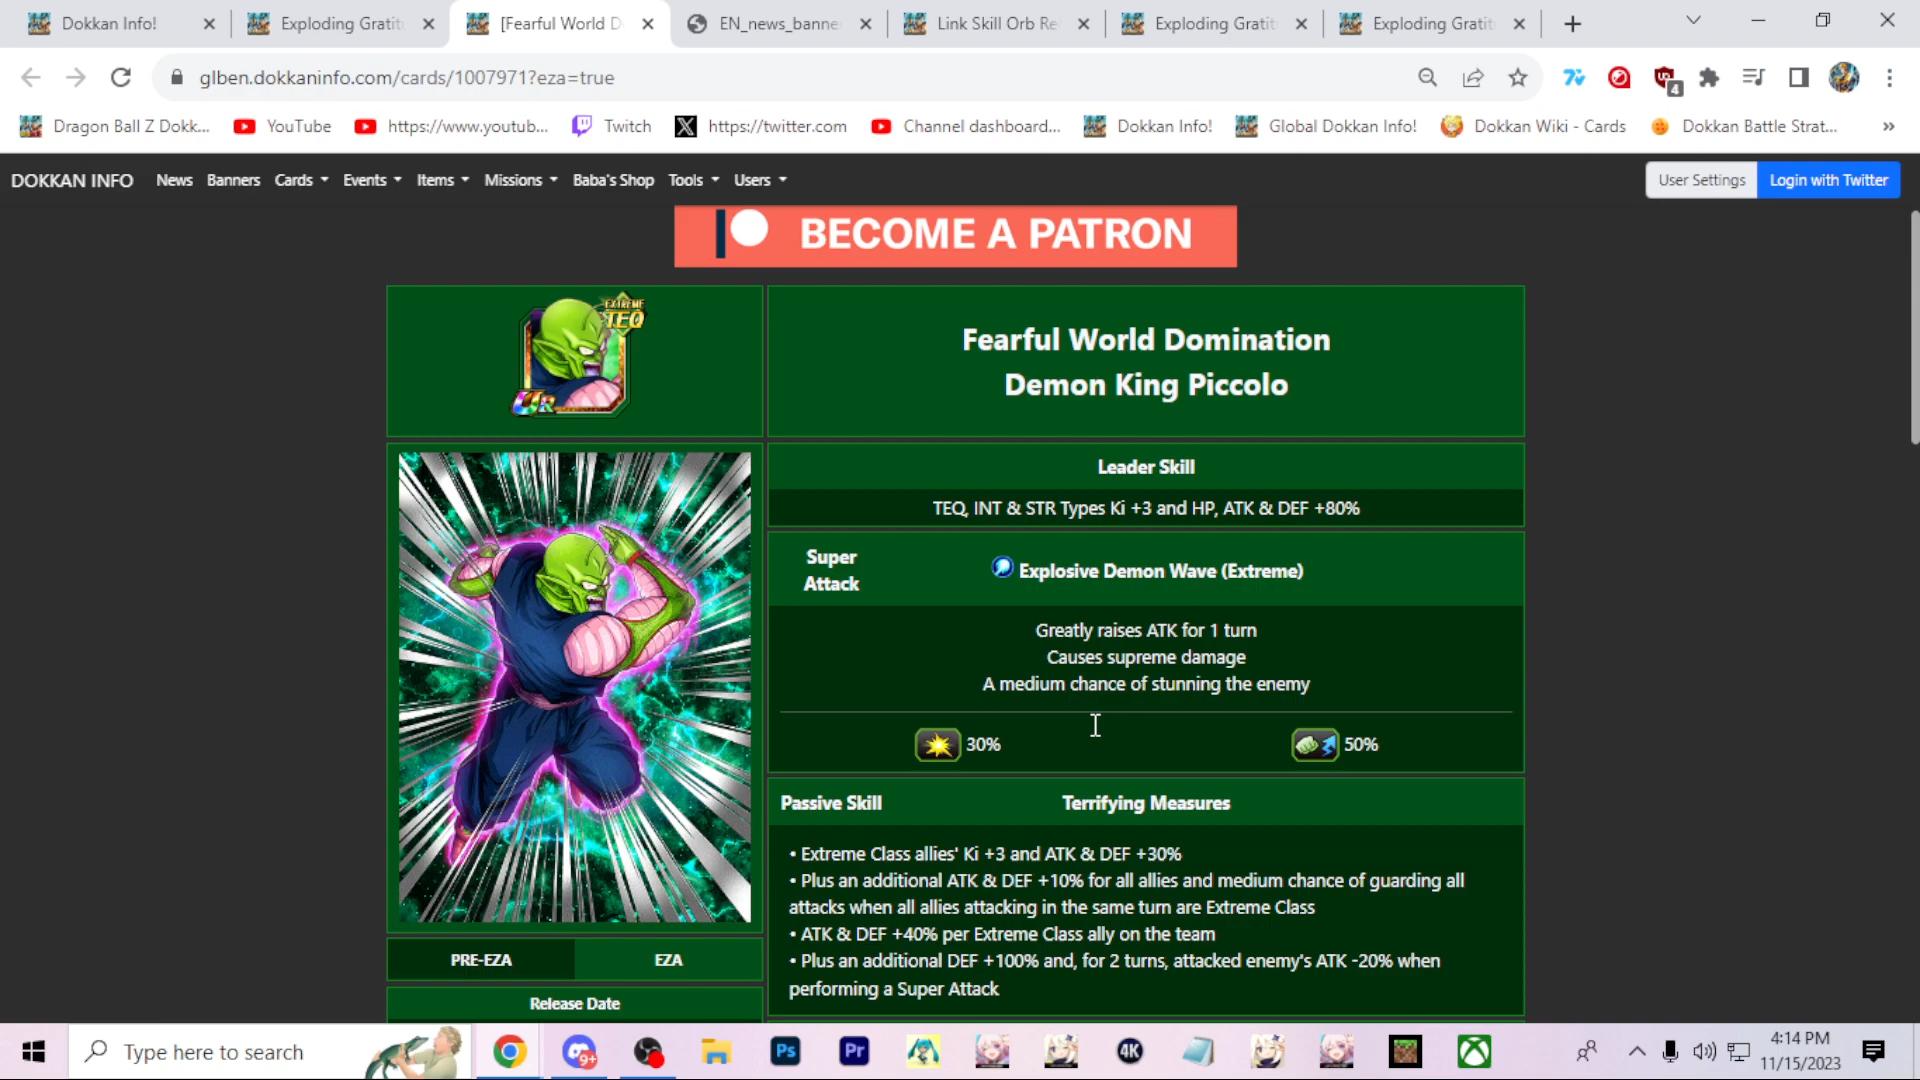 Dokkan Info!
Exploding Gratit
[Fearful World D
EN_news_banne
Link Skill Orb Re
Exploding Gratit
Exploding Gratit
glben.dokkaninfo.com/cards/1007971?eza=true
4
Dragon Ball Z Dokk...
YouTube
https://www.youtub...
Twitch
https://twitter.com
Channel dashboard...
Dokkan Info!
Global Dokkan Info!
Dokkan Wiki - Cards
Dokkan Battle Strat...
»
DOKKAN INFO
News
Banners
Cards
Events
Items
Missions
Baba's Shop
Tools
Users
User Settings
Login with Twitter
BECOME A PATRON
EXTREME
TEQ
UR
Fearful World Domination
Demon King Piccolo
Leader Skill
TEQ, INT & STR Types Ki +3 and HP, ATK & DEF +80%
Super
Attack
Explosive Demon Wave (Extreme)
Greatly raises ATK for 1 turn
Causes supreme damage
A medium chance of stunning the enemy
30%
50%
Passive Skill
Terrifying Measures
• Extreme Class allies' Ki +3 and ATK & DEF +30%
• Plus an additional ATK & DEF +10% for all allies and medium chance of guarding all
attacks when all allies attacking in the same turn are Extreme Class
• ATK & DEF +40% per Extreme Class ally on the team
• Plus an additional DEF +100% and, for 2 turns, attacked enemy's ATK -20% when
performing a Super Attack
PRE-EZA
EZA
Release Date
Type here to search
9+
Ps
Pr
4K
4:14 PM
11/15/2023